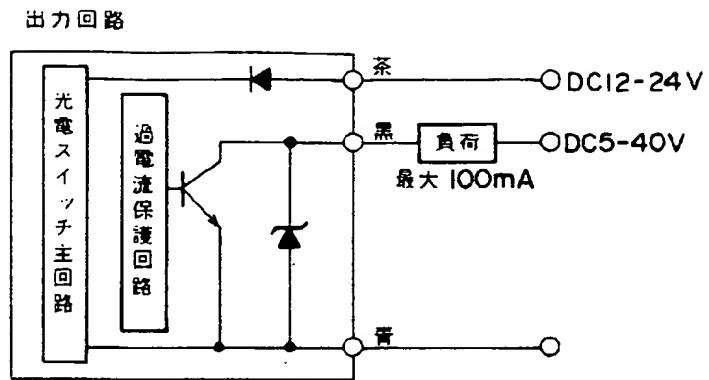 出力回路
茶
DC12-24V
光電スイッチ主回路
過電流保護回路
黒
負荷
DC5-40V
最大 100mA
青